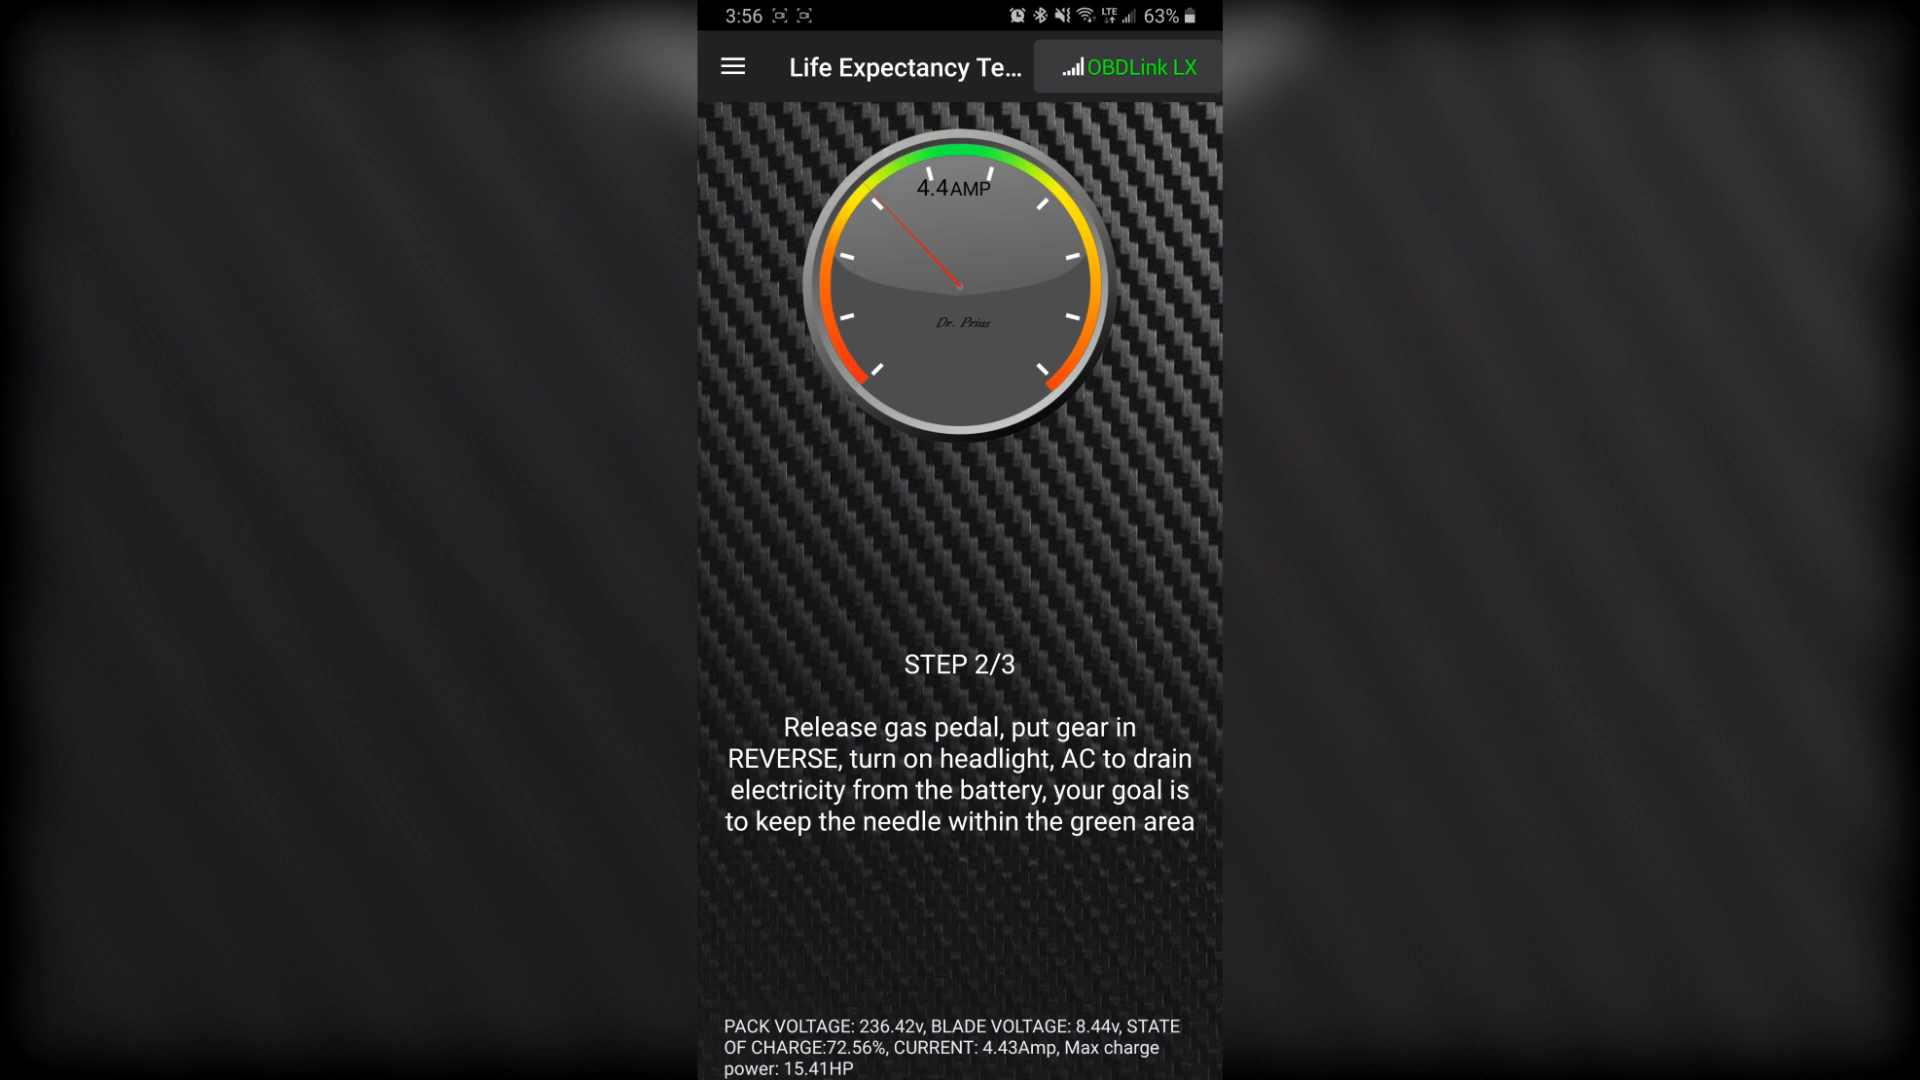 3:56 LTE 63%
Life Expectancy Te... OBDLink LX
4.4AMP
Dr. Prius
STEP 2/3
Release gas pedal, put gear in
REVERSE, turn on headlight, AC to drain
electricity from the battery, your goal is
to keep the needle within the green area
PACK VOLTAGE: 236.42v, BLADE VOLTAGE: 8.44v, STATE
OF CHARGE:72.56%, CURRENT: 4.43Amp, Max charge
power: 15.41HP